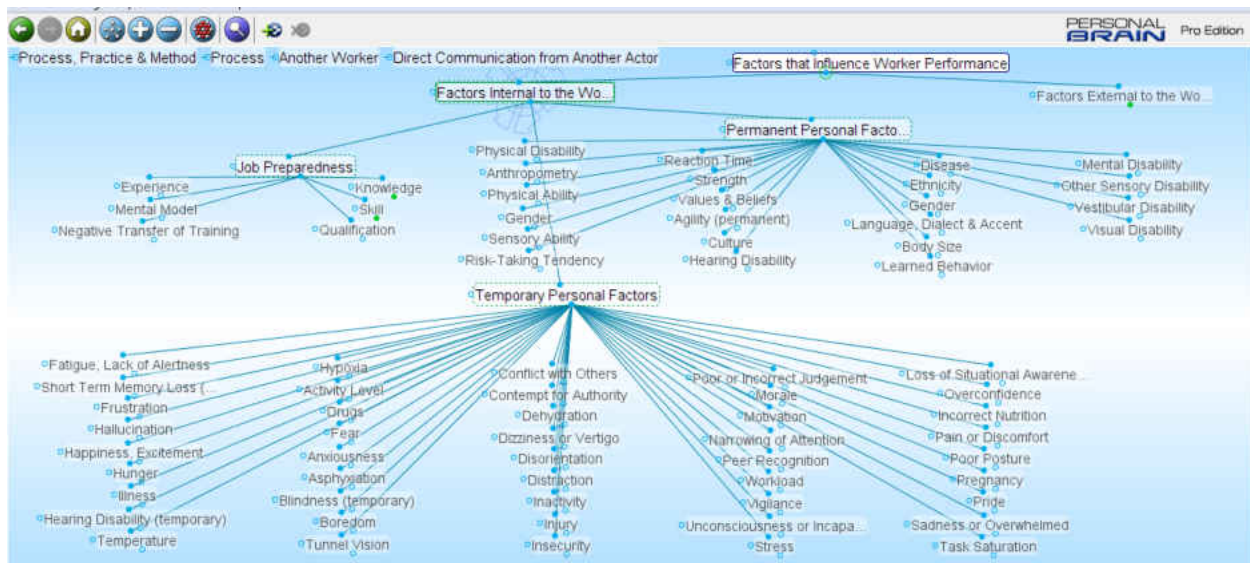 PERSONAL BRAIN Pro Edition
Process, Practice & Method Process Another Worker Direct Communication from Another Actor
Factors that Influence Worker Performance
Factors Internal to the Wo...
Factors External to the Wo...
Job Preparedness
Experience
Mental Model
Negative Transfer of Training
Knowledge
Skill
Qualification
Permanent Personal Facto...
Physical Disability
Anthropometry
Physical Ability
Gender
Sensory Ability
Risk-Taking Tendency
Reaction Time
Strength
Values & Beliefs
Agility (permanent)
Culture
Hearing Disability
Disease
Ethnicity
Gender
Language, Dialect & Accent
Body Size
Learned Behavior
Mental Disability
Other Sensory Disability
Vestibular Disability
Visual Disability
Temporary Personal Factors
Fatigue, Lack of Alertness
Short Term Memory Loss (...
Frustration
Hallucination
Happiness, Excitement
Hunger
Illness
Hearing Disability (temporary)
Temperature
Hypoxia
Activity Level
Drugs
Fear
Anxiousness
Asphyxiation
Blindness (temporary)
Boredom
Tunnel Vision
Conflict with Others
Contempt for Authority
Dehydration
Dizziness or Vertigo
Disorientation
Distraction
Inactivity
Injury
Insecurity
Poor or Incorrect Judgement
Morale
Motivation
Narrowing of Attention
Peer Recognition
Workload
Vigilance
Unconsciousness or Incapa...
Stress
Loss of Situational Awarene...
Overconfidence
Incorrect Nutrition
Pain or Discomfort
Poor Posture
Pregnancy
Pride
Sadness or Overwhelmed
Task Saturation